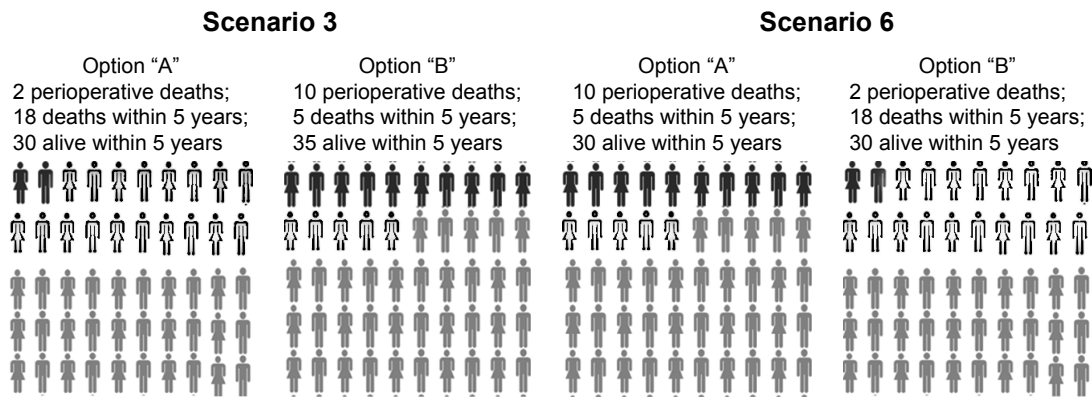 Scenario 3
Option “A”
2 perioperative deaths;
18 deaths within 5 years;
30 alive within 5 years
Option “B”
10 perioperative deaths;
5 deaths within 5 years;
35 alive within 5 years
Scenario 6
Option “A”
10 perioperative deaths;
5 deaths within 5 years;
30 alive within 5 years
Option “B”
2 perioperative deaths;
18 deaths within 5 years;
30 alive within 5 years